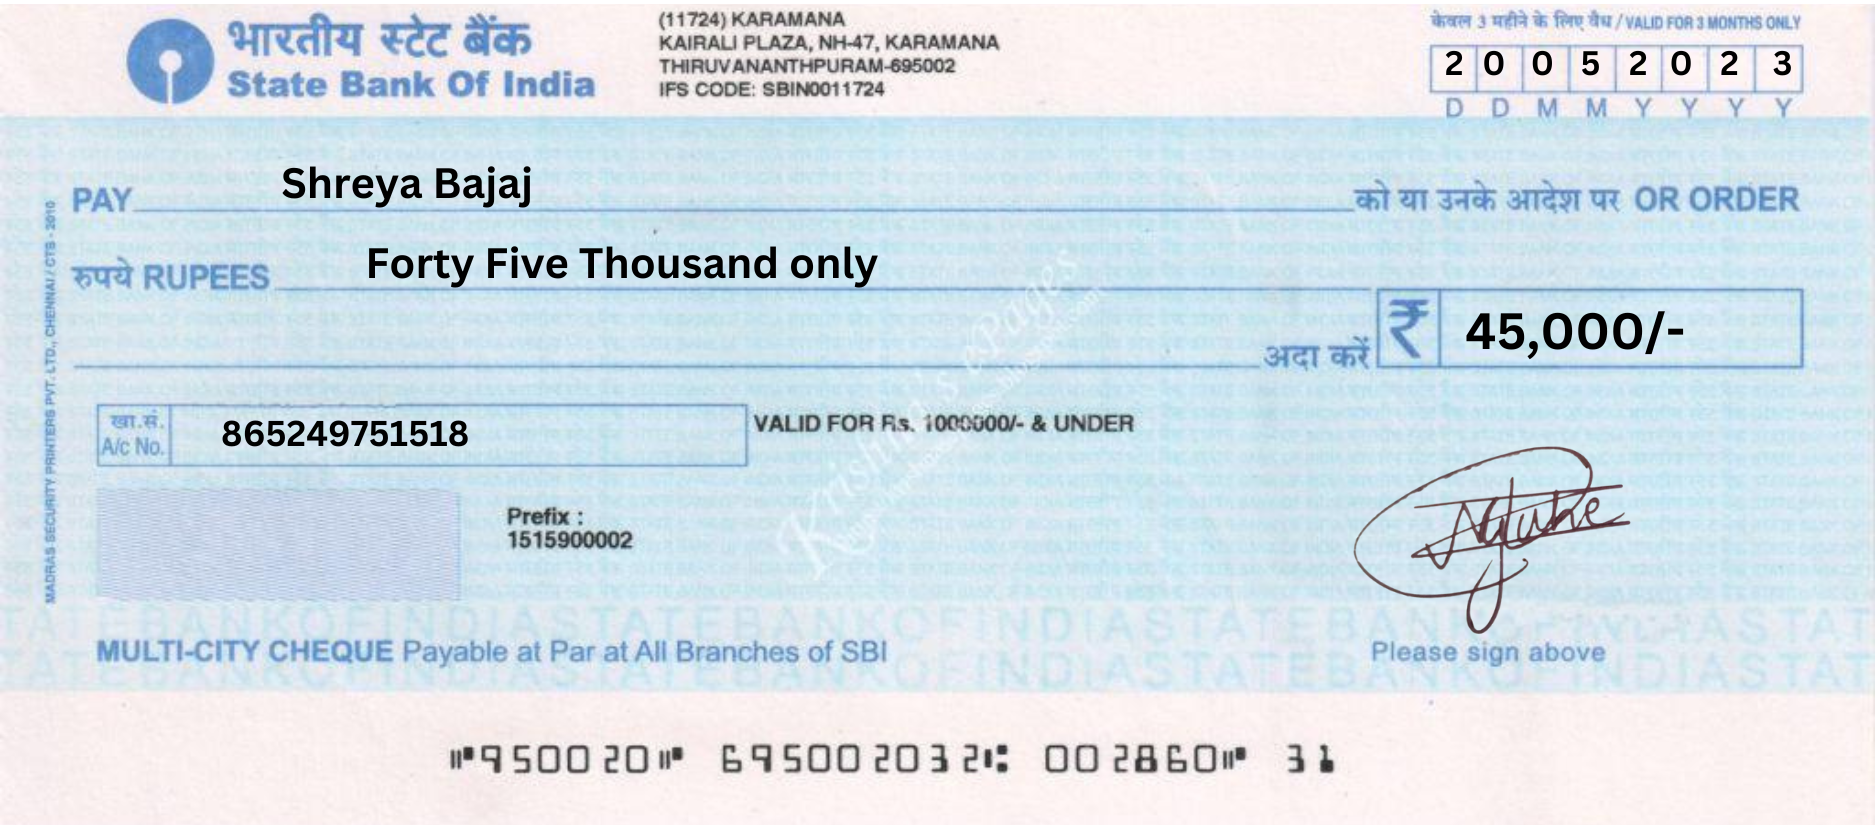 भारतीय स्टेट बैंक
State Bank Of India
(11724) KARAMANA
KAIRALI PLAZA, NH-47, KARAMANA
THIRUVANANTHPURAM-695002
IFS CODE: SBIN0011724
केवल 3 महीने के लिए वैध / VALID FOR 3 MONTHS ONLY
2 0 0 5 2 0 2 3
D D M M Y Y Y Y
PAY Shreya Bajaj को या उनके आदेश पर OR ORDER
रुपये RUPEES Forty Five Thousand only
अदा करें ₹ 45,000/-
खा.सं.
A/c No. 865249751518
VALID FOR Rs. 1000000/- & UNDER
Prefix :
1515900002
MADRAS SECURITY PRINTERS PVT. LTD., CHENNAI / CTS - 2010
TATEBANKOFINDIASTATEBANKOFINDIASTATEBANKOFINDIASTAT
TATEBANKOFINDIASTATEBANKOFINDIASTATEBANKOFINDIASTAT
MULTI-CITY CHEQUE Payable at Par at All Branches of SBI
Please sign above
⑈950020⑈ 695002032⑆ 002860⑈ 31